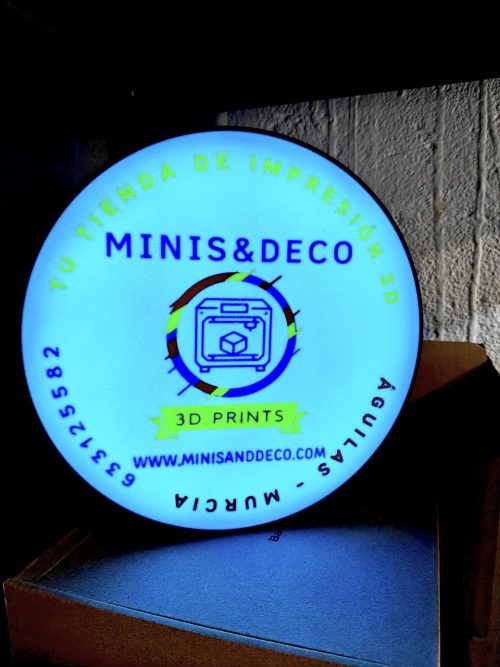 TU TIENDA DE IMPRESIÓN 3D
MINIS&DECO
3D PRINTS
WWW.MINISANDDECO.COM
633125582
ÁGUILAS - MURCIA